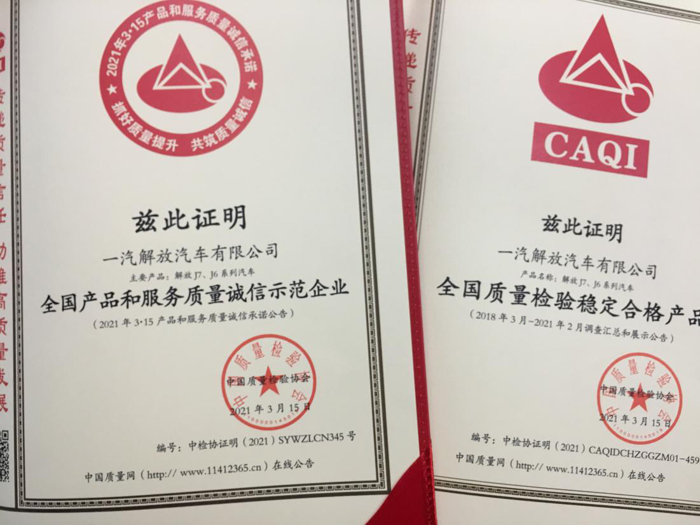 2021年3·15产品和服务质量诚信承诺
抓好质量提升 共筑质量诚信
兹此证明
一汽解放汽车有限公司
主要产品：解放J7、J6系列汽车
全国产品和服务质量诚信示范企业
（2021年3·15产品和服务质量诚信承诺公告）
中国质量检验协会
2021年3月15日
编号：中检协证明（2021）SYWZLCN345号
中国质量网（http://www.11412365.cn）在线公告
传递质
CAQI
兹此证明
一汽解放汽车有限公司
产品名称：解放J7、J6系列汽车
全国质量检验稳定合格产品
（2018年3月-2021年2月调查汇总和展示公告）
中国质量检验协会
2021年3月15日
编号：中检协证明（2021）CAQIDCHZGGZM01-459
中国质量网（http://www.11412365.cn）在线公告